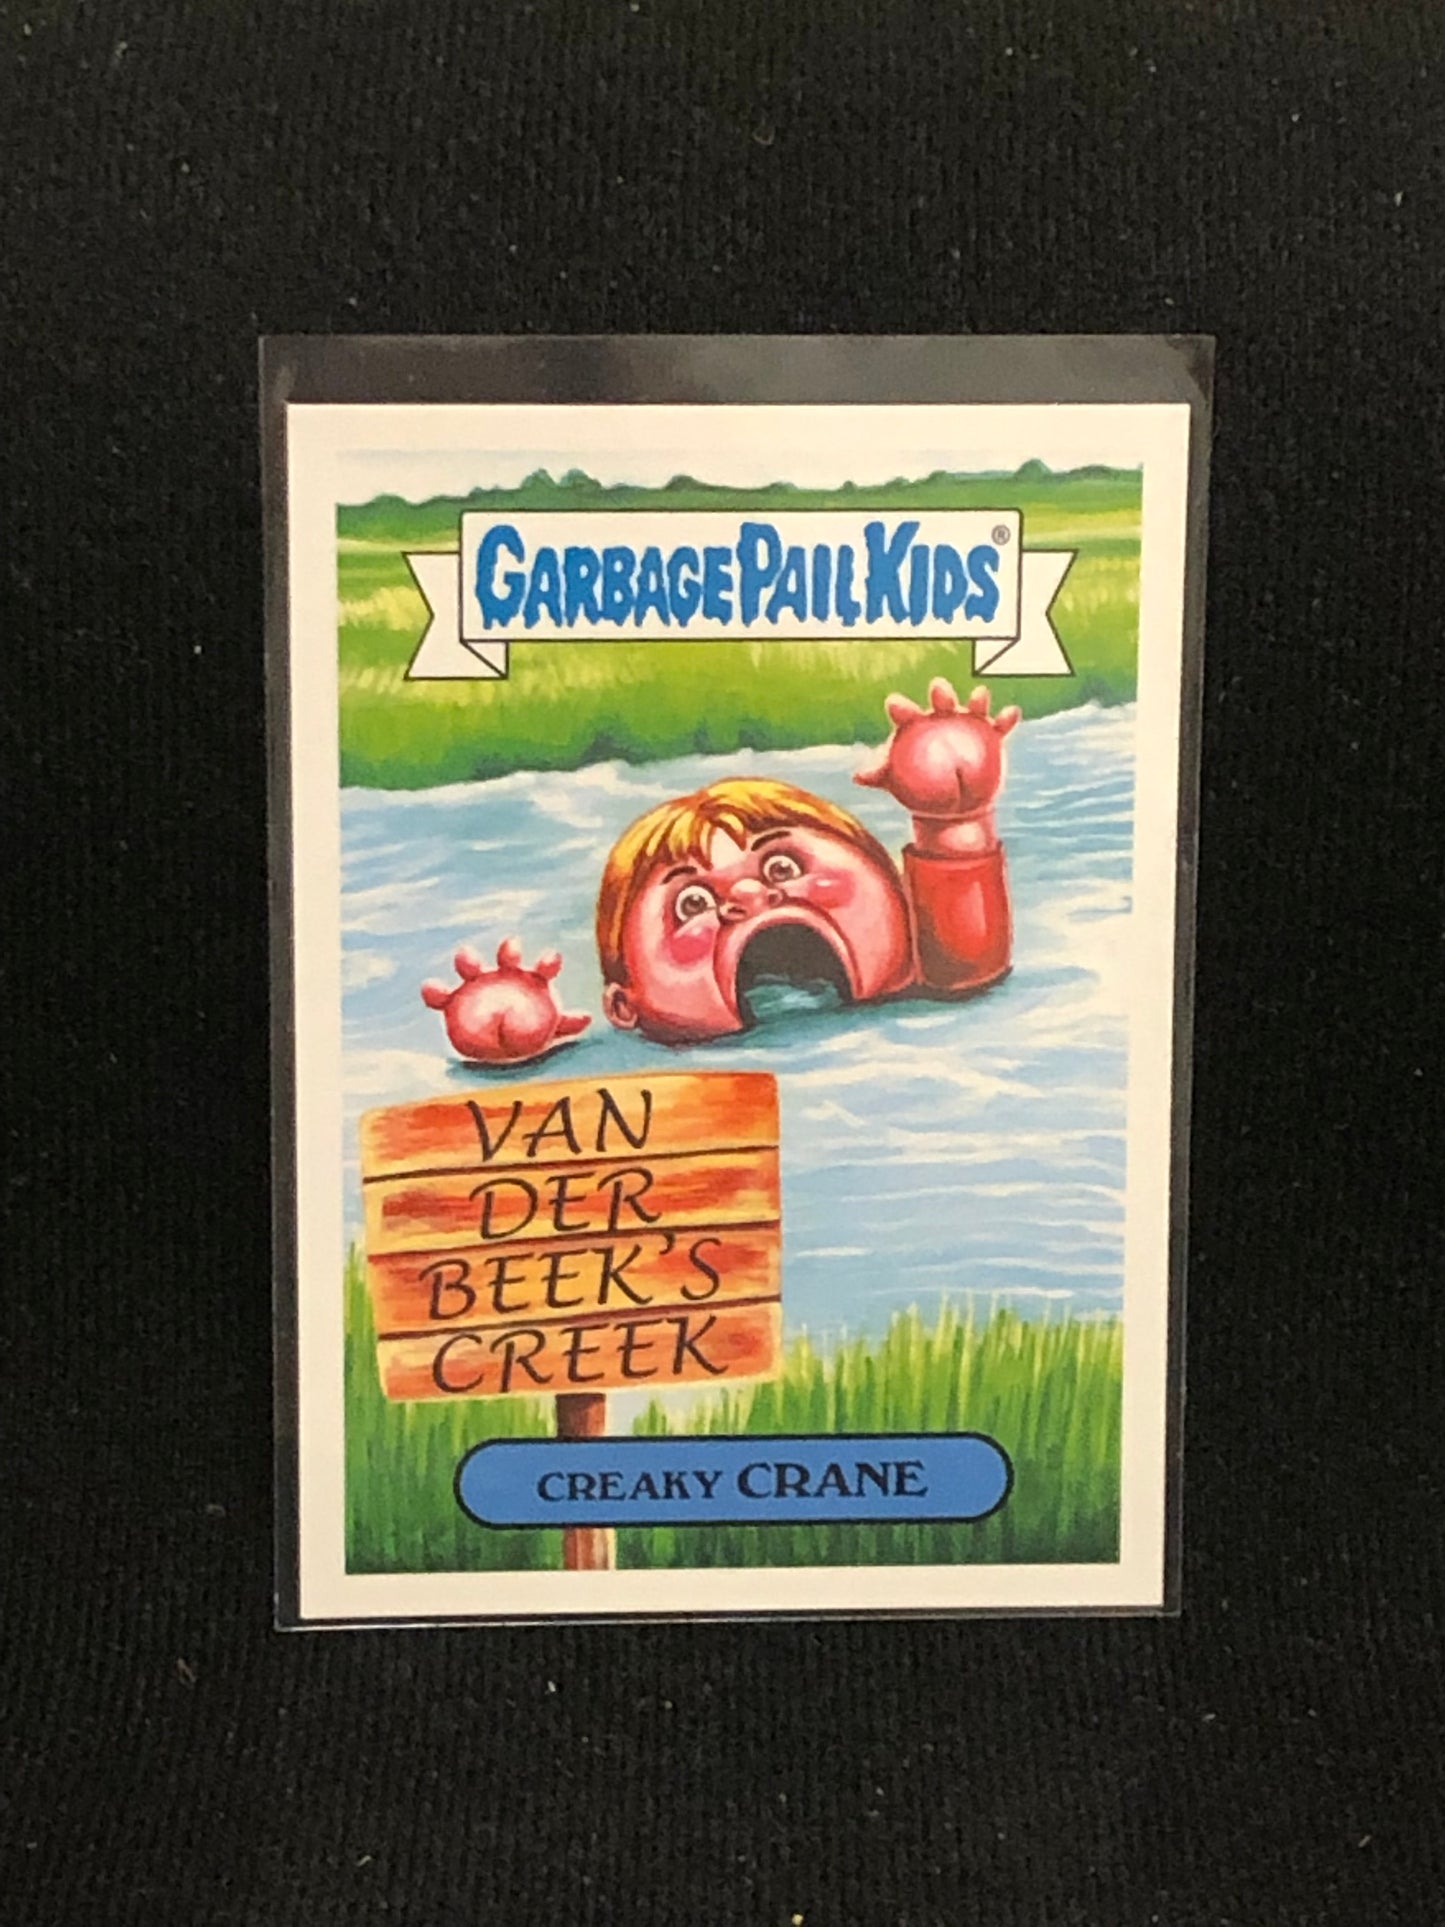 GARBAGE PAIL KIDS®
VAN
DER
BEEK'S
CREEK
CREAKY CRANE